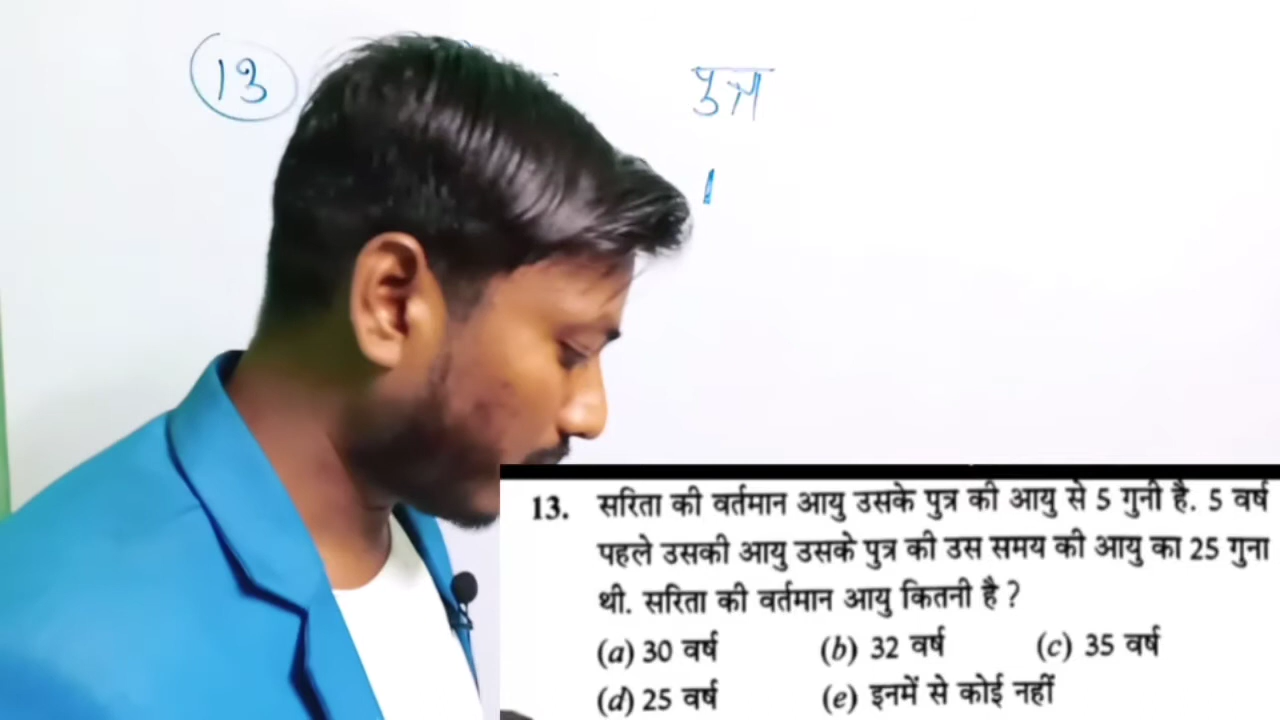 13
पुत्र
1
13. सरिता की वर्तमान आयु उसके पुत्र की आयु से 5 गुनी है. 5 वर्ष
पहले उसकी आयु उसके पुत्र की उस समय की आयु का 25 गुना
थी. सरिता की वर्तमान आयु कितनी है ?
(a) 30 वर्ष (b) 32 वर्ष (c) 35 वर्ष
(d) 25 वर्ष (e) इनमें से कोई नहीं